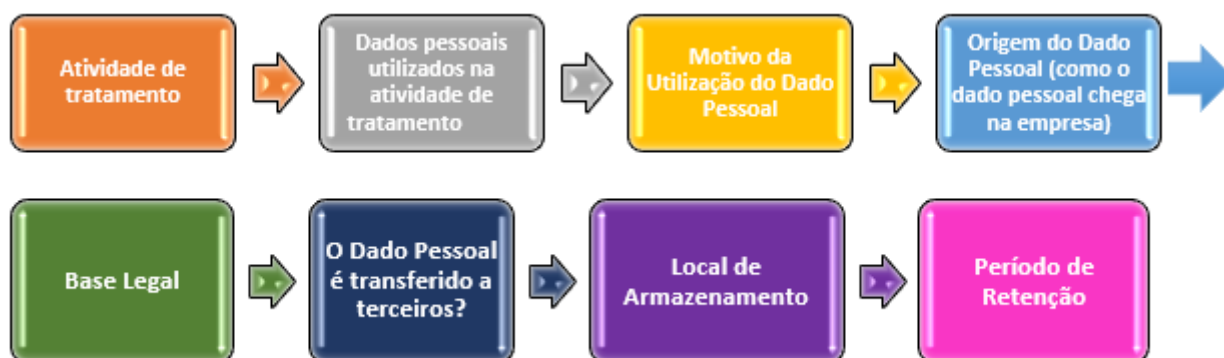 Atividade de
tratamento
Dados pessoais
utilizados na
atividade de
tratamento
Motivo da
Utilização do Dado
Pessoal
Origem do Dado
Pessoal (como o
dado pessoal chega
na empresa)
Base Legal
O Dado Pessoal
é transferido a
terceiros?
Local de
Armazenamento
Período de
Retenção